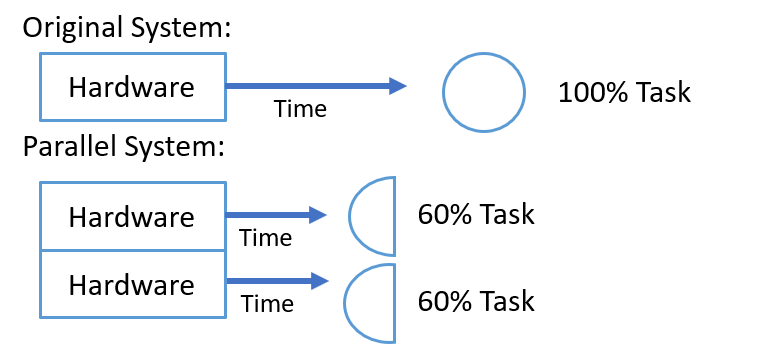 Original System:
Hardware
Time
100% Task
Parallel System:
Hardware
Time
60% Task
Hardware
Time
60% Task